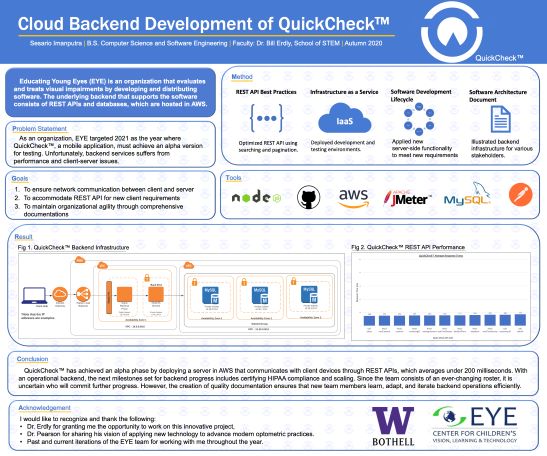 Cloud Backend Development of QuickCheck™
Sesario Imanputra | B.S. Computer Science and Software Engineering | Faculty: Dr. Bill Erdly, School of STEM | Autumn 2020
QuickCheck™
Educating Young Eyes (EYE) is an organization that evaluates
and treats visual impairments by developing and distributing
software. The underlying backend that supports the software
consists of REST APIs and databases, which are hosted in AWS.
Problem Statement
As an organization, EYE targeted 2021 as the year where
QuickCheck™, a mobile application, must achieve an alpha version
for testing. Unfortunately, backend services suffers from
performance and client-server issues.
Goals
1. To ensure network communication between client and server
2. To accommodate REST API for new client requirements
3. To maintain organizational agility through comprehensive
documentations
Method
REST API Best Practices
{...}
Optimized REST API using
searching and pagination.
Infrastructure as a Service
IaaS
Deployed development and
testing environments.
Software Development
Lifecycle
Applied new
server-side functionality
to meet new requirements
Software Architecture
Document
Illustrated backend
infrastructure for various
stakeholders.
Tools
node JS
aws
APACHE
JMeter™
MySQL
Result
Fig 1. QuickCheck™ Backend Infrastructure
MySQL
MySQL
MySQL
Fig 2. QuickCheck™ REST API Performance
Conclusion
QuickCheck™ has achieved an alpha phase by deploying a server in AWS that communicates with client devices through REST APIs, which averages under 200 milliseconds. With
an operational backend, the next milestones set for backend progress includes certifying HIPAA compliance and scaling. Since the team consists of an ever-changing roster, it is
uncertain who will commit further progress. However, the creation of quality documentation ensures that new team members learn, adapt, and iterate backend operations efficiently.
Acknowledgement
I would like to recognize and thank the following:
• Dr. Erdly for granting me the opportunity to work on this innovative project,
• Dr. Pearson for sharing his vision of applying new technology to advance modern optometric practices.
• Past and current iterations of the EYE team for working with me throughout the year.
W
BOTHELL
EYE
CENTER FOR CHILDREN'S
VISION, LEARNING & TECHNOLOGY